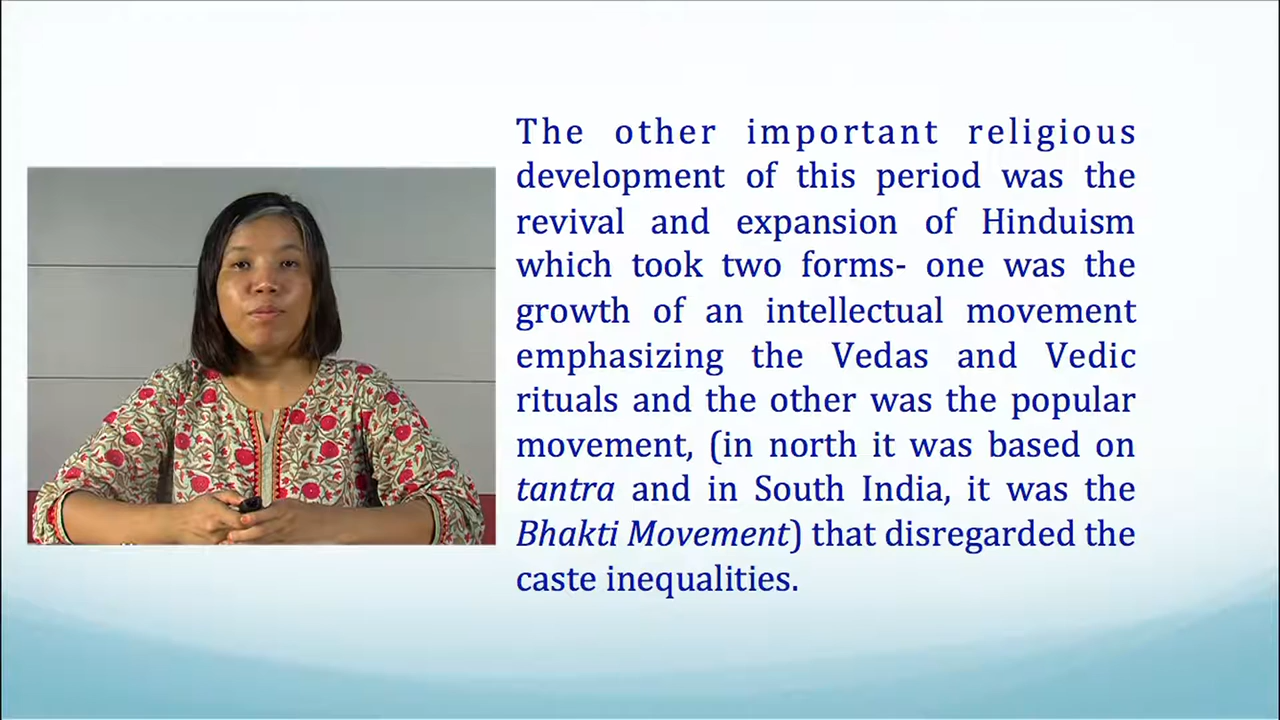 The other important religious
development of this period was the
revival and expansion of Hinduism
which took two forms- one was the
growth of an intellectual movement
emphasizing the Vedas and Vedic
rituals and the other was the popular
movement, (in north it was based on
tantra and in South India, it was the
Bhakti Movement) that disregarded the
caste inequalities.